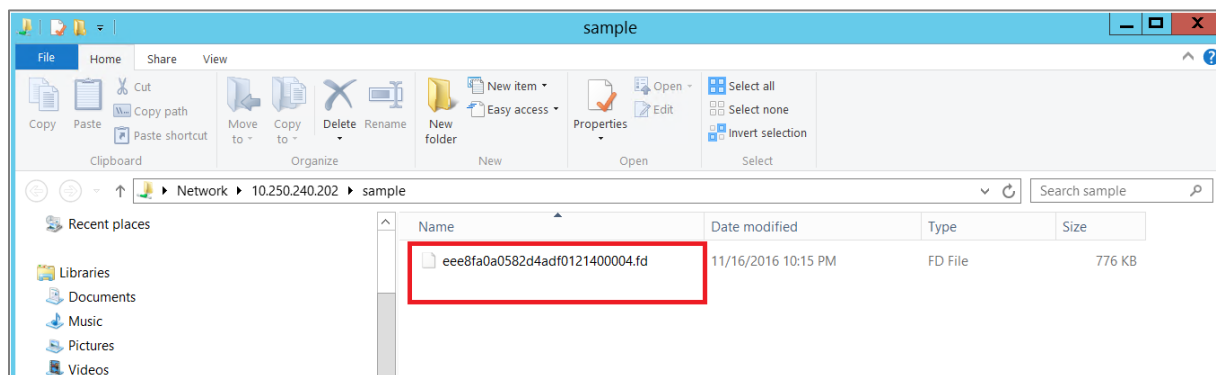 sample
File Home Share View
Copy
Paste
Cut
Copy path
Paste shortcut
Clipboard
Move to
Copy to
Delete
Rename
Organize
New folder
New item
Easy access
New
Properties
Open
Edit
Open
Select all
Select none
Invert selection
Select
Network 10.250.240.202 sample
Search sample
Recent places
Libraries
Documents
Music
Pictures
Videos
Name Date modified Type Size
eee8fa0a0582d4adf0121400004.fd 11/16/2016 10:15 PM FD File 776 KB